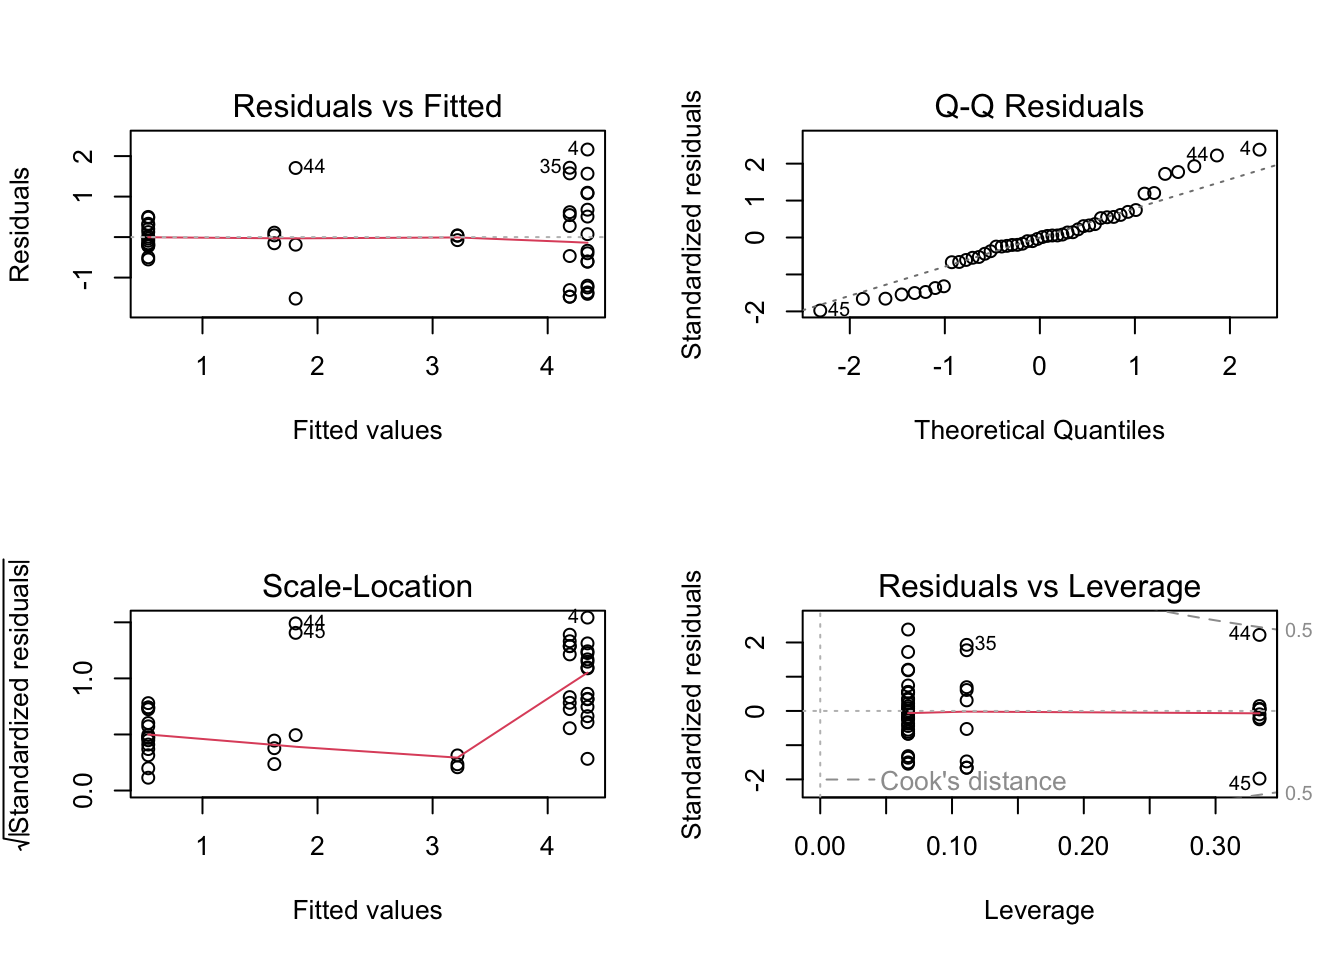 Residuals vs Fitted
Residuals
2
1
-1
44
35
4
1 2 3 4
Fitted values
Q-Q Residuals
Standardized residuals
2
1
0
-2
44
4
45
-2 -1 0 1 2
Theoretical Quantiles
Scale-Location
√|Standardized residuals|
1.0
0.0
44
45
4
1 2 3 4
Fitted values
Residuals vs Leverage
Standardized residuals
2
0
-2
35
44
45
0.5
0.5
Cook's distance
0.00 0.10 0.20 0.30
Leverage